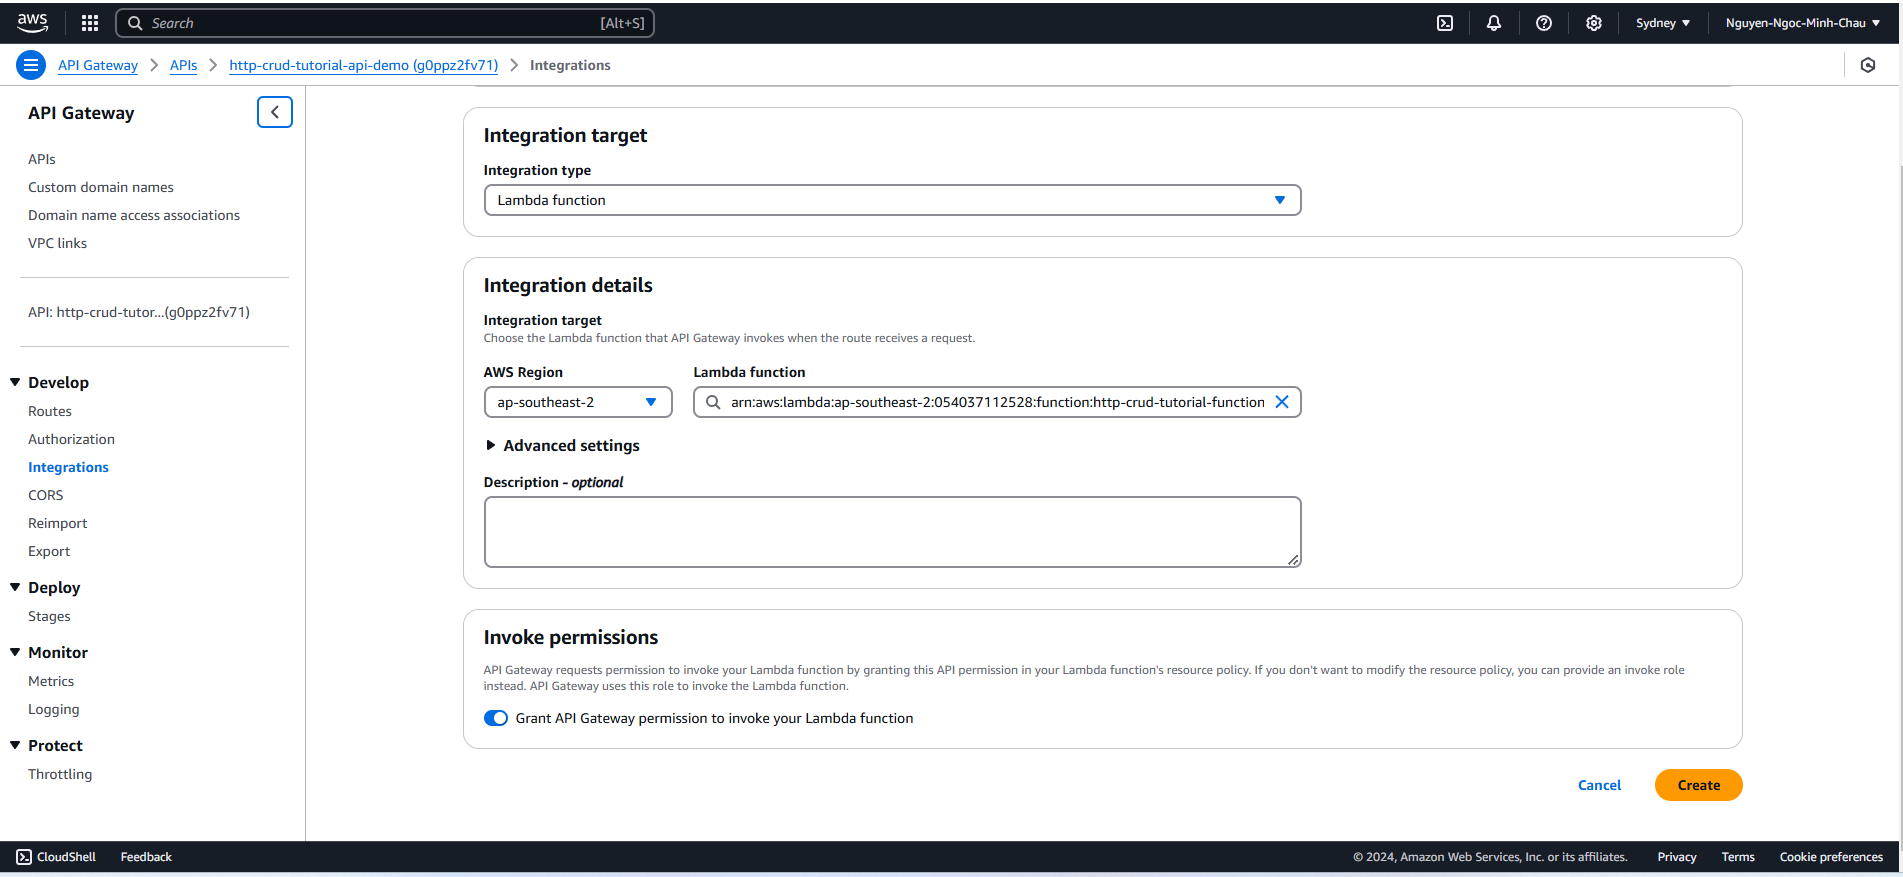 aws
Search [Alt+S]
Sydney
Nguyen-Ngoc-Minh-Chau
API Gateway
APIs
http-crud-tutorial-api-demo (g0ppz2fv71)
Integrations
API Gateway
APIs
Custom domain names
Domain name access associations
VPC links
API: http-crud-tutor...(g0ppz2fv71)
Develop
Routes
Authorization
Integrations
CORS
Reimport
Export
Deploy
Stages
Monitor
Metrics
Logging
Protect
Throttling
Integration target
Integration type
Lambda function
Integration details
Integration target
Choose the Lambda function that API Gateway invokes when the route receives a request.
AWS Region
ap-southeast-2
Lambda function
arn:aws:lambda:ap-southeast-2:054037112528:function:http-crud-tutorial-function
Advanced settings
Description - optional
Invoke permissions
API Gateway requests permission to invoke your Lambda function by granting this API permission in your Lambda function's resource policy. If you don't want to modify the resource policy, you can provide an invoke role
instead. API Gateway uses this role to invoke the Lambda function.
Grant API Gateway permission to invoke your Lambda function
Cancel
Create
CloudShell
Feedback
© 2024, Amazon Web Services, Inc. or its affiliates.
Privacy
Terms
Cookie preferences